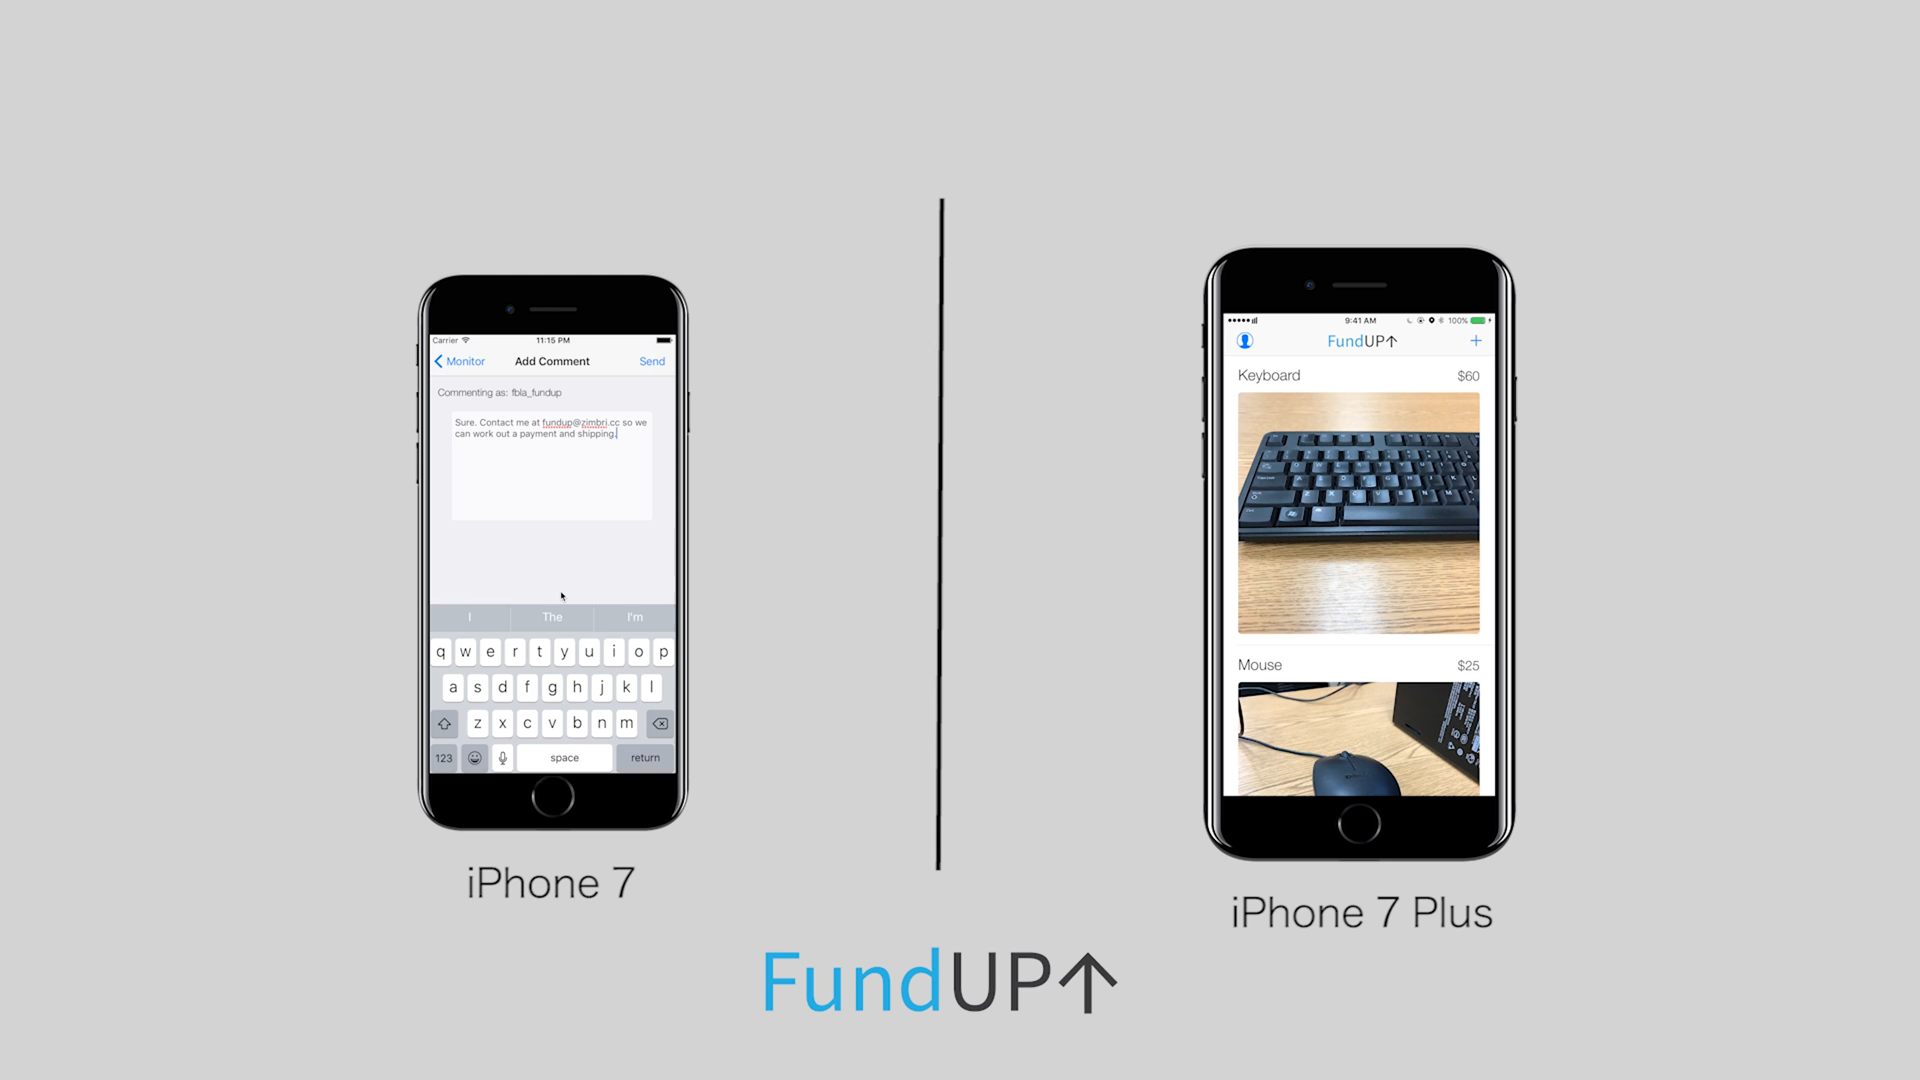 Carrier 11:15 PM
Monitor Add Comment Send
Commenting as: fbla_fundup
Sure. Contact me at fundup@zimbri.cc so we
can work out a payment and shipping.
I The I'm
q w e r t y u i o p
a s d f g h j k l
z x c v b n m
123 space return
iPhone 7
9:41 AM 100%
FundUP↑ +
Keyboard $60
Mouse $25
iPhone 7 Plus
FundUP↑